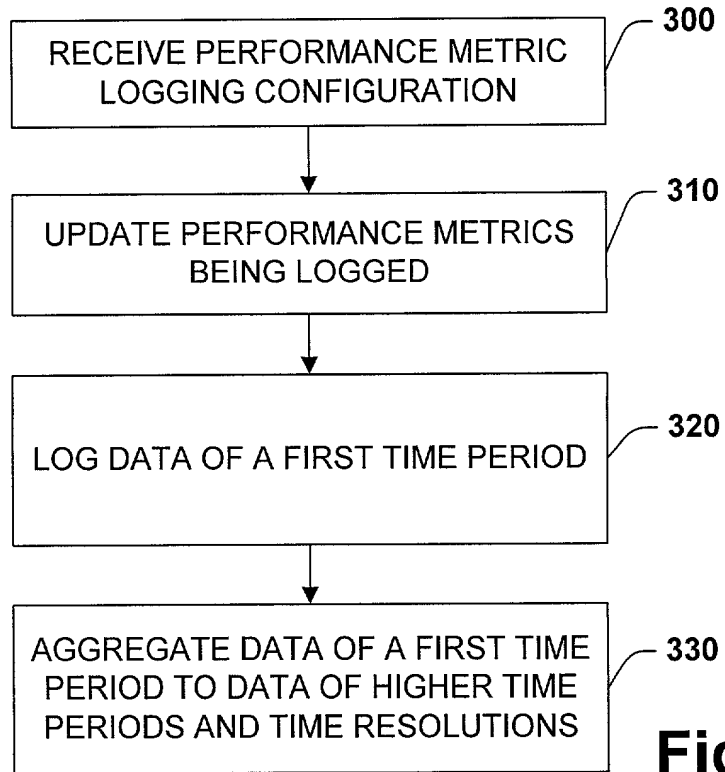 300
RECEIVE PERFORMANCE METRIC
LOGGING CONFIGURATION
310
UPDATE PERFORMANCE METRICS
BEING LOGGED
320
LOG DATA OF A FIRST TIME PERIOD
330
AGGREGATE DATA OF A FIRST TIME
PERIOD TO DATA OF HIGHER TIME
PERIODS AND TIME RESOLUTIONS